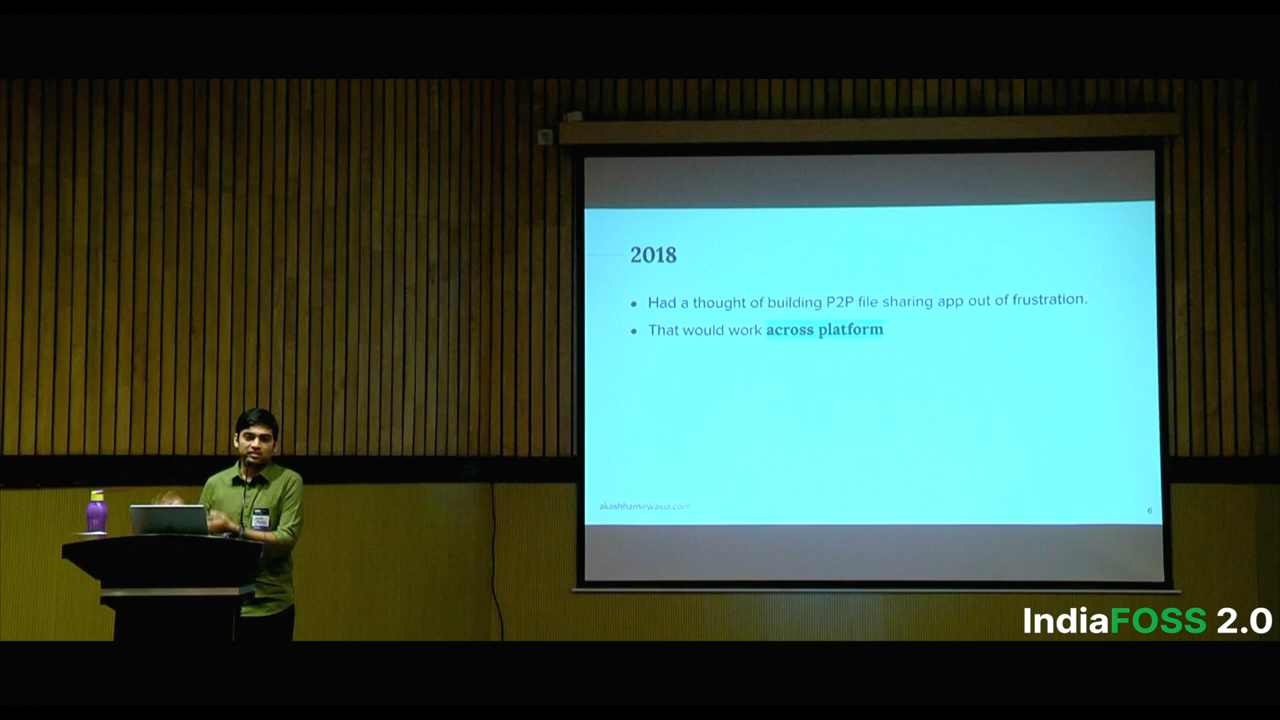 2018
• Had a thought of building P2P file sharing app out of frustration.
• That would work across platform
akashhamirwasia.com
6
IndiaFOSS 2.0